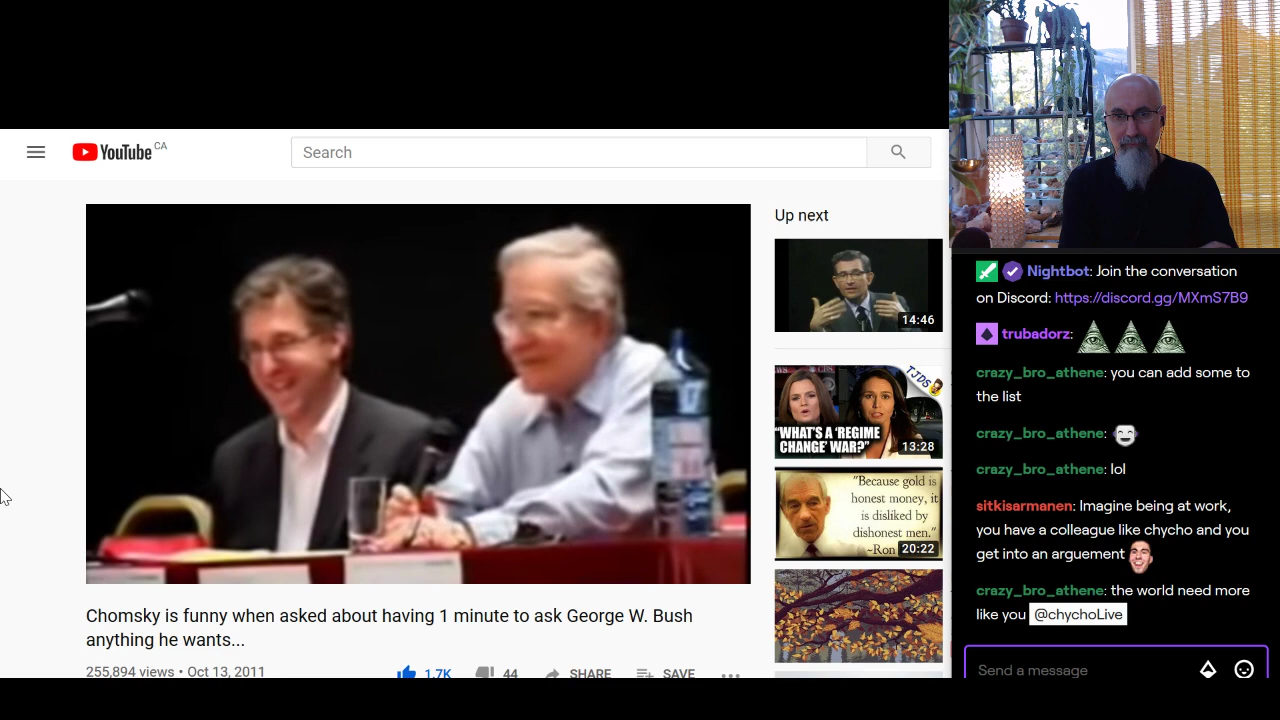 YouTube CA
Search
Up next
14:46
TJDS
"WHAT'S A 'REGIME
CHANGE' WAR?"
13:28
"Because gold is
honest money, it
is disliked by
dishonest men."
~Ron
20:22
Chomsky is funny when asked about having 1 minute to ask George W. Bush
anything he wants...
255,894 views • Oct 13, 2011
1.7K
44
SHARE
SAVE
Nightbot: Join the conversation
on Discord: https://discord.gg/MXmS7B9
trubadorz:
crazy_bro_athene: you can add some to
the list
crazy_bro_athene:
crazy_bro_athene: lol
sitkisarmanen: Imagine being at work,
you have a colleague like chycho and you
get into an arguement
crazy_bro_athene: the world need more
like you @chychoLive
Send a message